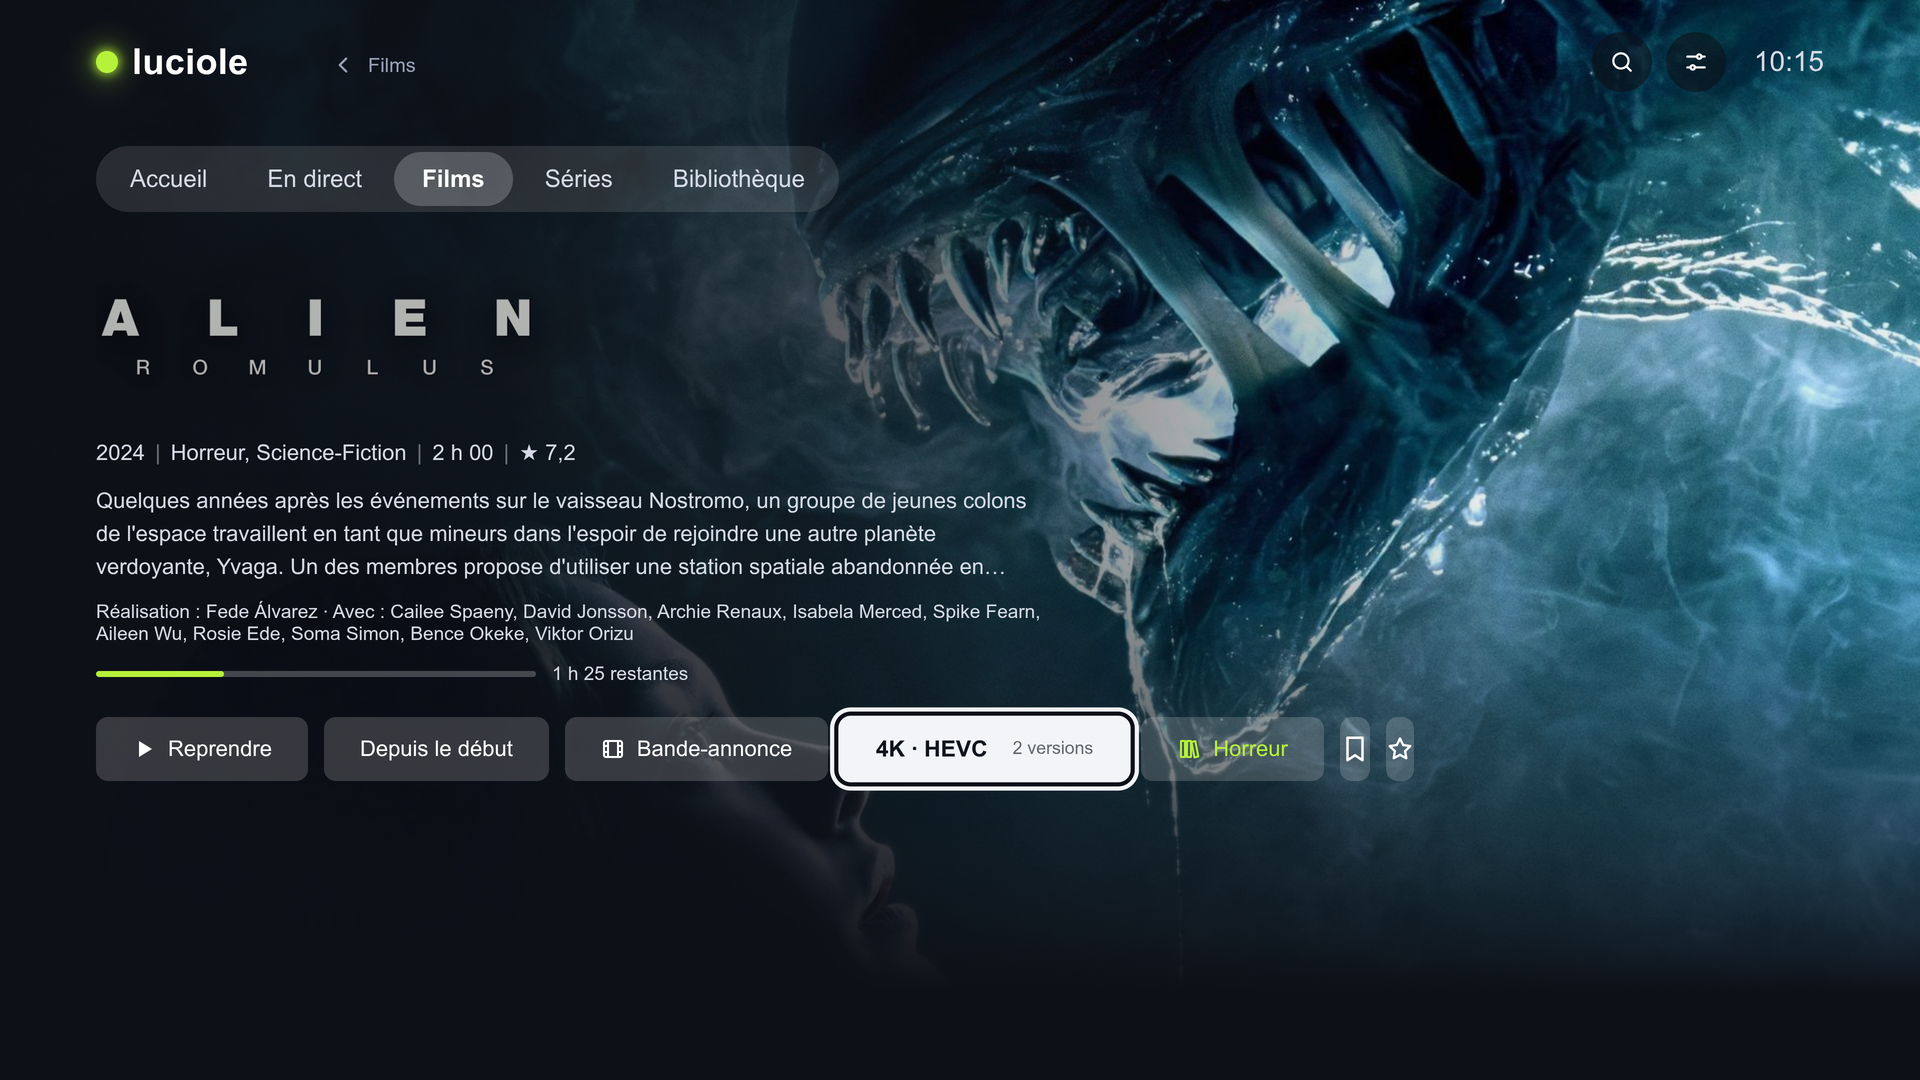 luciole
Films
10:15
Accueil
En direct
Films
Séries
Bibliothèque
ALIEN
ROMULUS
2024 | Horreur, Science-Fiction | 2 h 00 | ★ 7,2
Quelques années après les événements sur le vaisseau Nostromo, un groupe de jeunes colons
de l'espace travaillent en tant que mineurs dans l'espoir de rejoindre une autre planète
verdoyante, Yvaga. Un des membres propose d'utiliser une station spatiale abandonnée en…
Réalisation : Fede Álvarez · Avec : Cailee Spaeny, David Jonsson, Archie Renaux, Isabela Merced, Spike Fearn,
Aileen Wu, Rosie Ede, Soma Simon, Bence Okeke, Viktor Orizu
1 h 25 restantes
Reprendre
Depuis le début
Bande-annonce
4K · HEVC 2 versions
Horreur